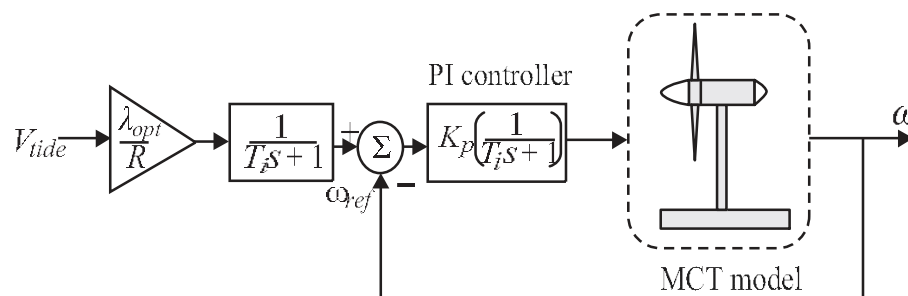 PI controller
V_tide
λ_opt / R
1 / T_i s + 1
+
Σ
−
ω_ref
K_p(1 / T_i s + 1)
ω
MCT model